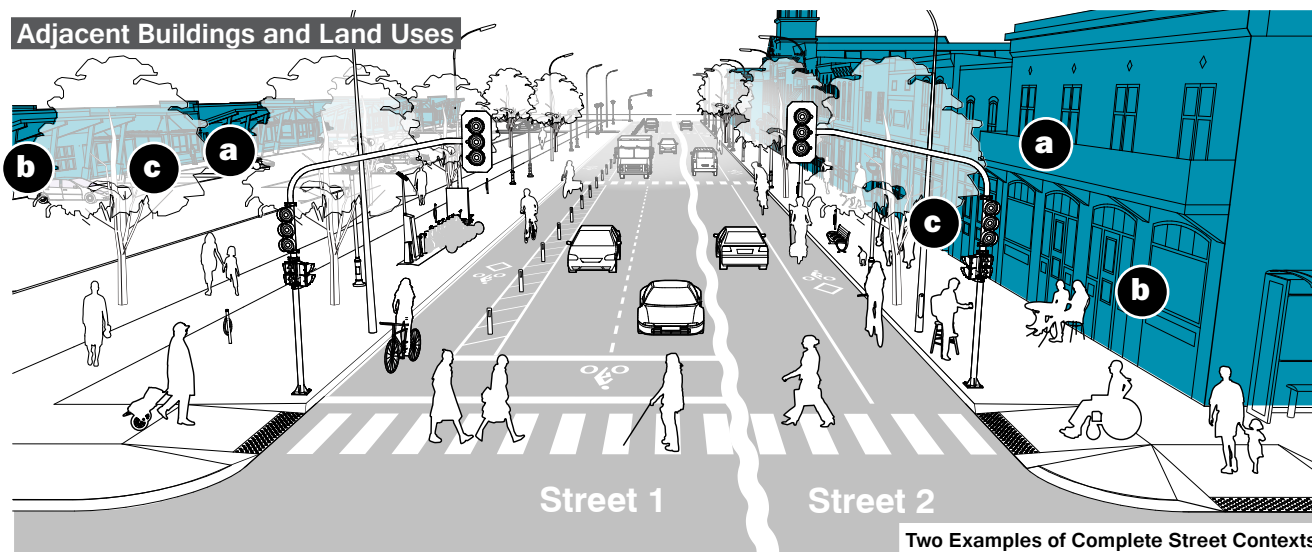 Adjacent Buildings and Land Uses
a
b
c
a
c
b
Street 1
Street 2
Two Examples of Complete Street Contexts